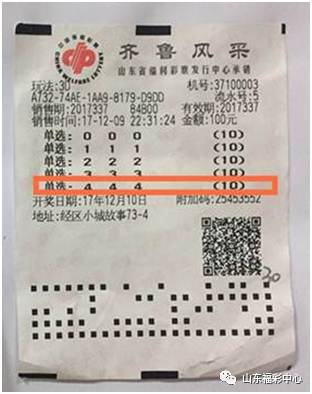 中国福利彩票
CHINA WELFARE LOTTERY
齐鲁风采
山东省福利彩票发行中心承销
玩法:3D
机号:37100003
A732-74AE-1AA9-8179-D9DD
流水号:5
销售期:2017337
84800
有效期:2017337
销售时间:17-12-09 22:31:24
金额:100元
单选: 0 0 0 (10)
单选: 1 1 1 (10)
单选: 2 2 2 (10)
单选: 3 3 3 (10)
单选: 4 4 4 (10)
开奖日期:17年12月10日
附加码:25453552
地址:经区小城故事73-4
3D
山东福彩中心